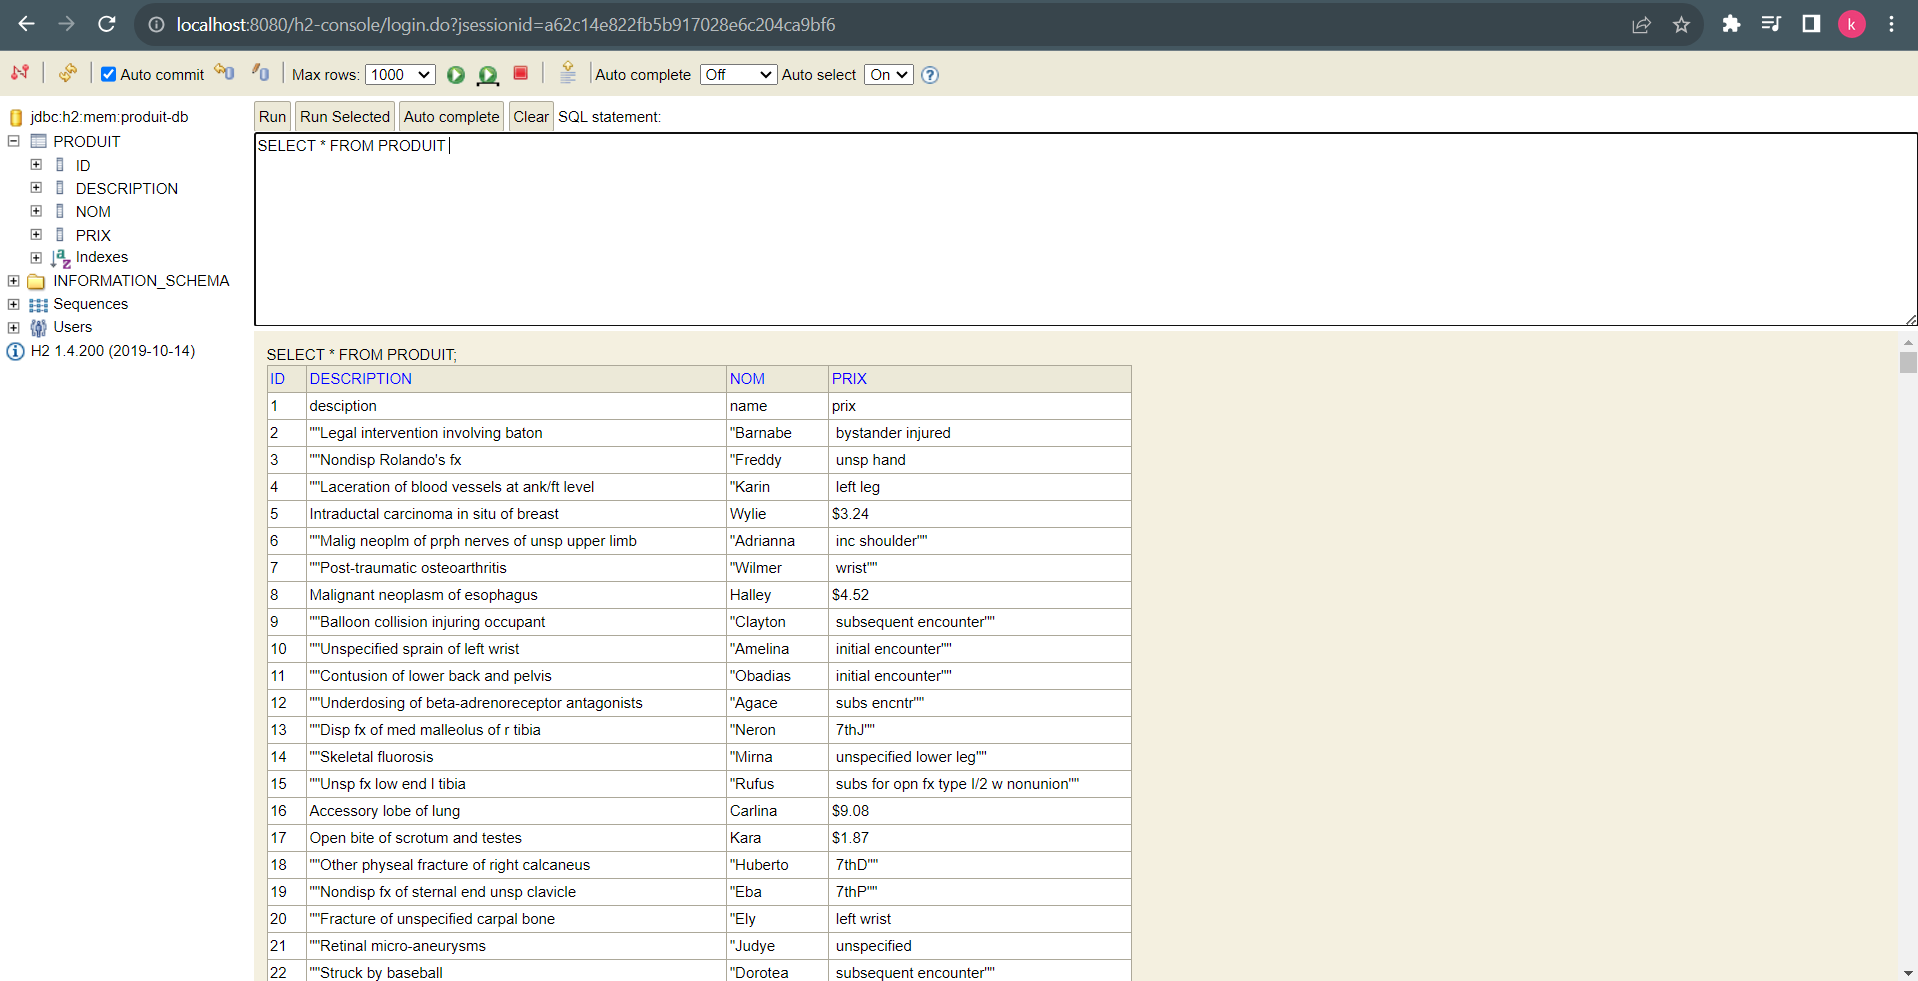 localhost:8080/h2-console/login.do?jsessionid=a62c14e822fb5b917028e6c204ca9bf6
k
Auto commit Max rows: 1000 Auto complete Off Auto select On ?
jdbc:h2:mem:produit-db
PRODUIT
ID
DESCRIPTION
NOM
PRIX
Indexes
INFORMATION_SCHEMA
Sequences
Users
H2 1.4.200 (2019-10-14)
Run Run Selected Auto complete Clear SQL statement:
SELECT * FROM PRODUIT
SELECT * FROM PRODUIT;
ID DESCRIPTION NOM PRIX
1 desciption name prix
2 ""Legal intervention involving baton "Barnabe bystander injured
3 ""Nondisp Rolando's fx "Freddy unsp hand
4 ""Laceration of blood vessels at ank/ft level "Karin left leg
5 Intraductal carcinoma in situ of breast Wylie $3.24
6 ""Malig neoplm of prph nerves of unsp upper limb "Adrianna inc shoulder""
7 ""Post-traumatic osteoarthritis "Wilmer wrist""
8 Malignant neoplasm of esophagus Halley $4.52
9 ""Balloon collision injuring occupant "Clayton subsequent encounter""
10 ""Unspecified sprain of left wrist "Amelina initial encounter""
11 ""Contusion of lower back and pelvis "Obadias initial encounter""
12 ""Underdosing of beta-adrenoreceptor antagonists "Agace subs encntr""
13 ""Disp fx of med malleolus of r tibia "Neron 7thJ""
14 ""Skeletal fluorosis "Mirna unspecified lower leg""
15 ""Unsp fx low end l tibia "Rufus subs for opn fx type I/2 w nonunion""
16 Accessory lobe of lung Carlina $9.08
17 Open bite of scrotum and testes Kara $1.87
18 ""Other physeal fracture of right calcaneus "Huberto 7thD""
19 ""Nondisp fx of sternal end unsp clavicle "Eba 7thP""
20 ""Fracture of unspecified carpal bone "Ely left wrist
21 ""Retinal micro-aneurysms "Judye unspecified
22 ""Struck by baseball "Dorotea subsequent encounter""